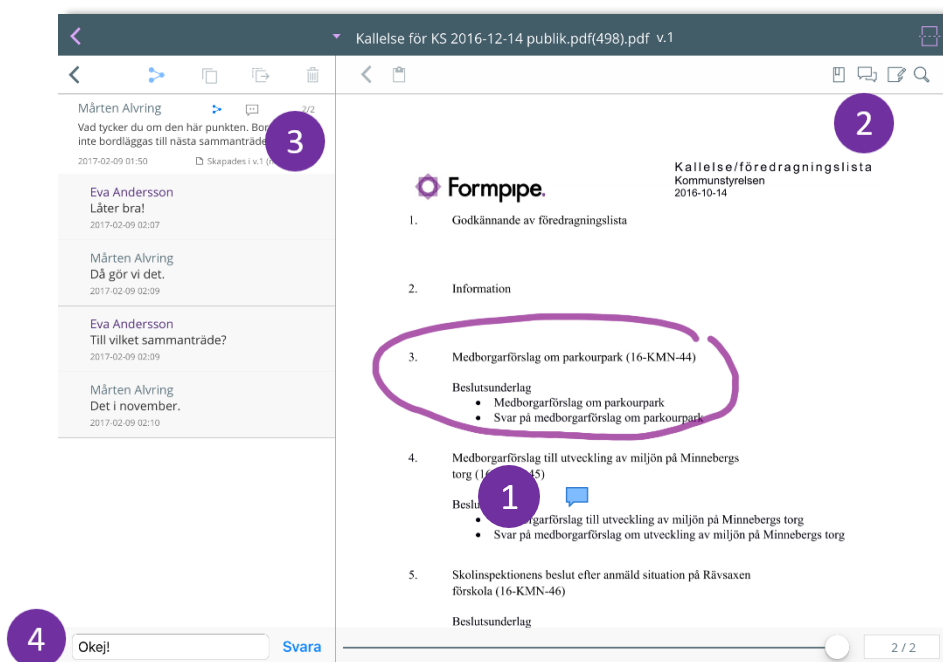 Kallelse för KS 2016-12-14 publik.pdf(498).pdf v.1
Mårten Alvring
2/2
Vad tycker du om den här punkten.
inte bordläggas till nästa
2017-02-09 01:50
Skapades i v.1
3
Eva Andersson
Låter bra!
2017-02-09 02:07
Mårten Alvring
Då gör vi det.
2017-02-09 02:09
Eva Andersson
Till vilket sammanträde?
2017-02-09 02:09
Mårten Alvring
Det i november.
2017-02-09 02:10
4
Okej!
Svara
2
Formpipe.
Kallelse/föredragningslista
Kommunstyrelsen
2016-10-14
1. Godkännande av föredragningslista
2. Information
3. Medborgarförslag om parkourpark (16-KMN-44)
Beslutsunderlag
• Medborgarförslag om parkourpark
• Svar på medborgarförslag om parkourpark
4. Medborgarförslag till utveckling av miljön på Minnebergs
torg
1
• till utveckling av miljön på Minnebergs torg
• Svar på medborgarförslag om utveckling av miljön på Minnebergs torg
5. Skolinspektionens beslut efter anmäld situation på Rävsaxen
förskola (16-KMN-46)
Beslutsunderlag
2 / 2